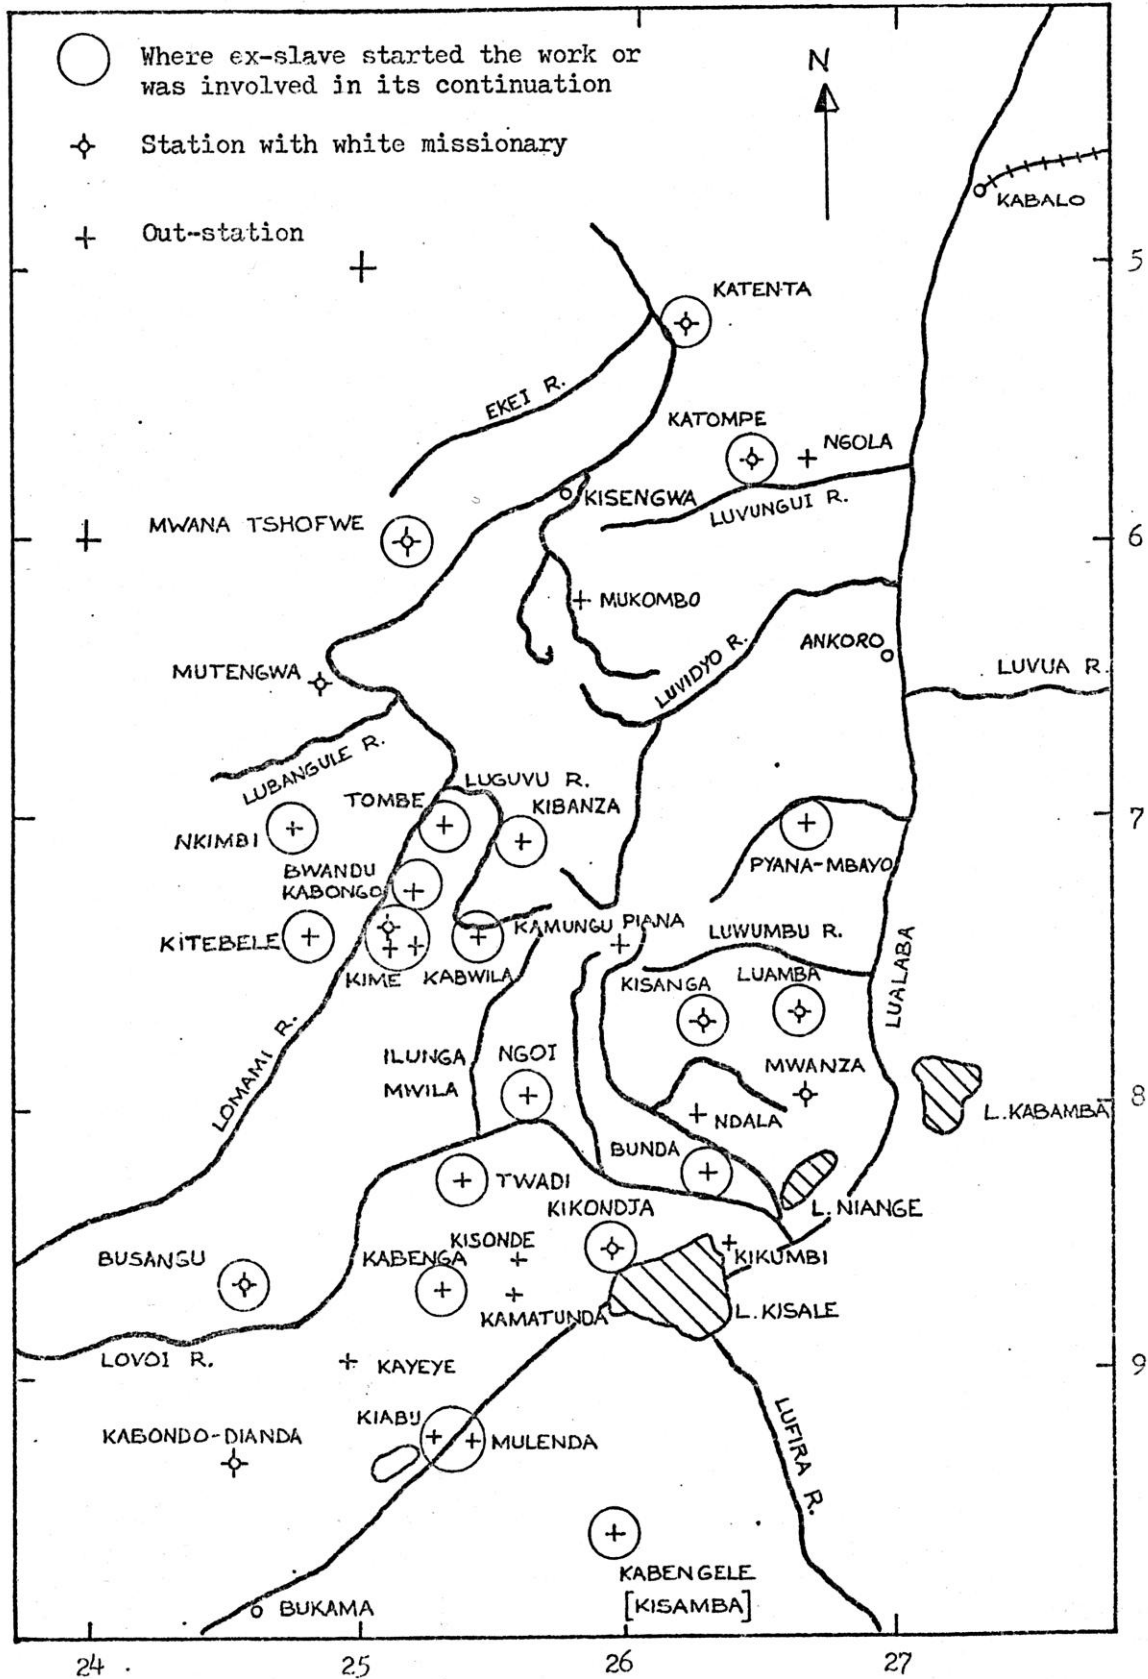 Where ex-slave started the work or
was involved in its continuation
N
Station with white missionary
KABALO
Out-station
5
KATENTA
EKEI R.
KATOMPE
NGOLA
KISENGWA
LUVUNGUI R.
MWANA TSHOFWE
6
MUKOMBO
ANKORO
LUVIDYO R.
LUVUA R.
MUTENGWA
LUBANGULE R.
LUGUVU R.
TOMBE
KIBANZA
7
NKIMBI
PYANA-MBAYO
BWANDU
KABONGO
KITEBELE
KAMUNGU PIANA
LUWUMBU R.
KIME
KABWILA
KISANGA
LUAMBA
LUALABA
LOMAMI R.
ILUNGA
MWILA
NGOI
MWANZA
8
L.KABAMBA
NDALA
BUNDA
TWADI
L.NIANGE
KIKONDJA
BUSANGU
KISONDE
KABENGA
KIKUMBI
KAMATUNDA
L.KISALE
LOVOI R.
KAYEYE
9
KIABU
KABONDO-DIANDA
MULENDA
LUFIRA R.
KABENGELE
[KISAMBA]
BUKAMA
24
25
26
27